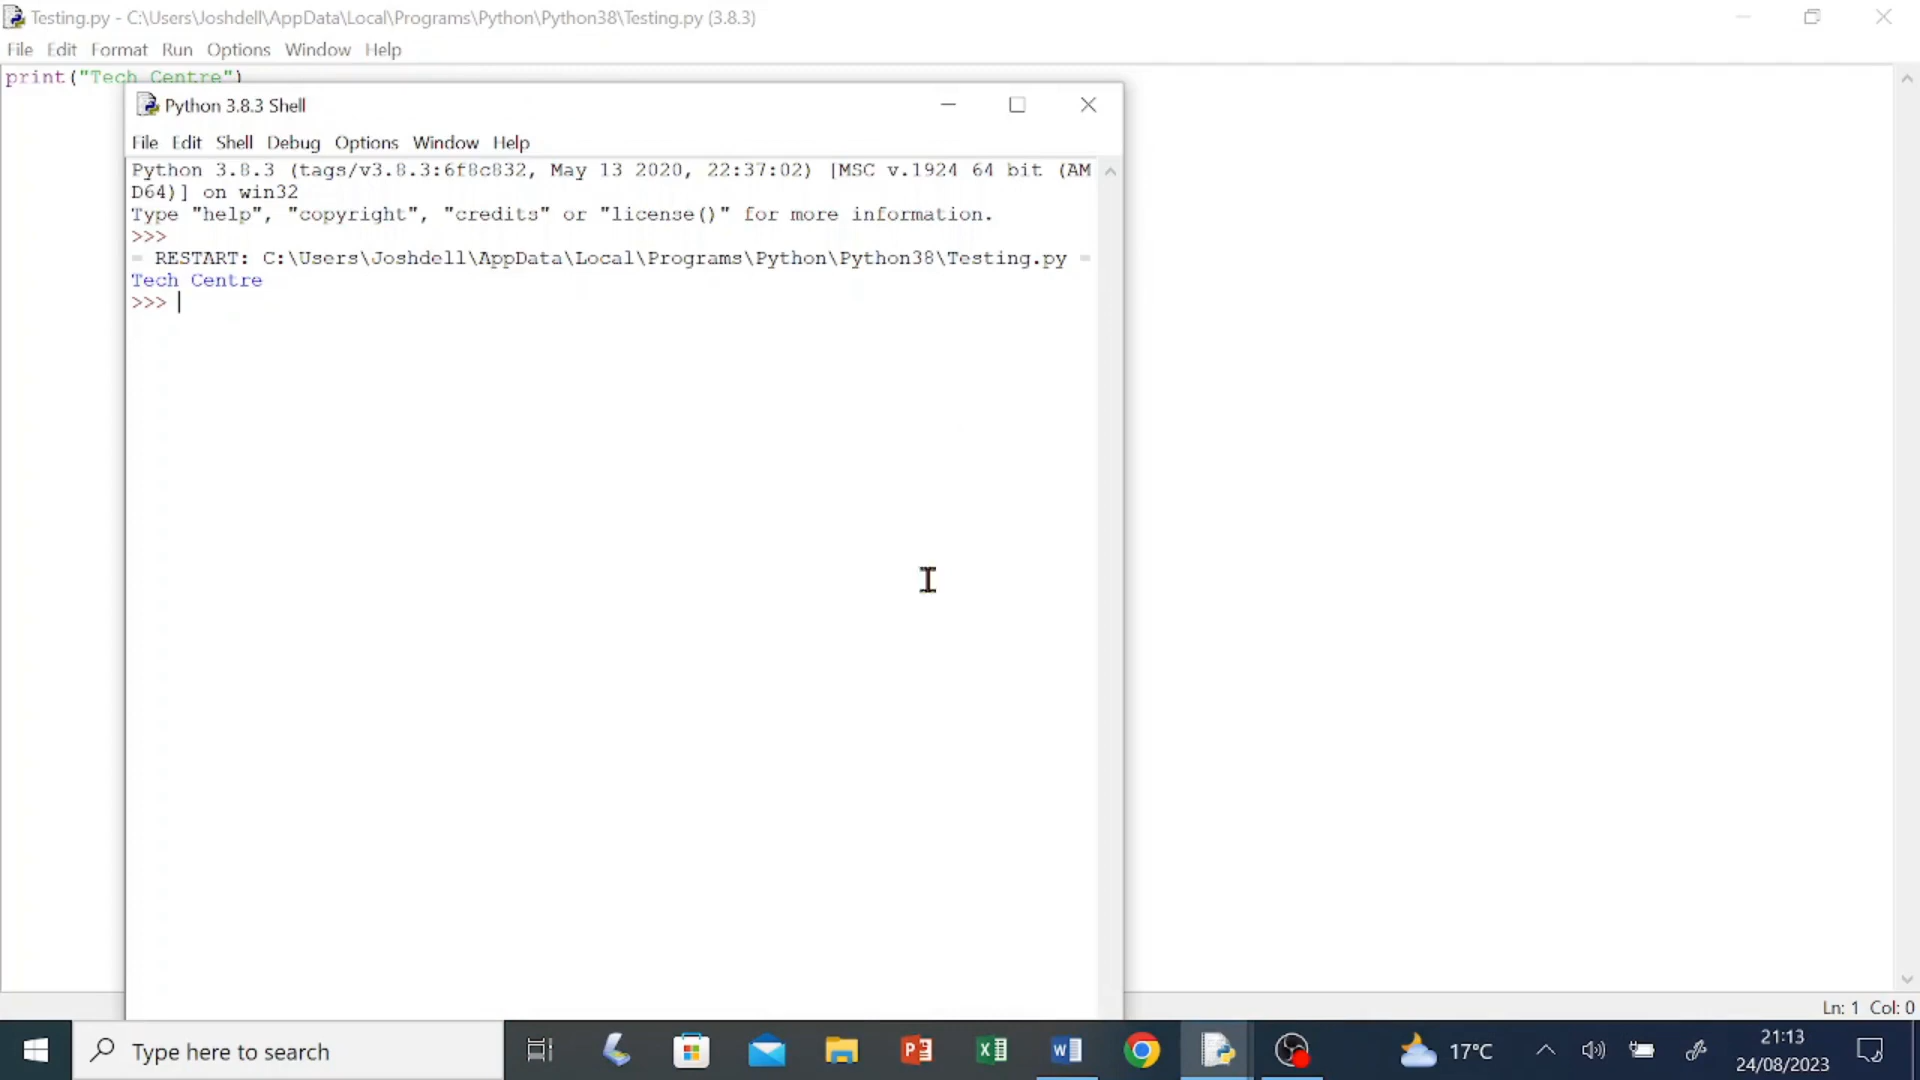 Testing.py - C:\Users\Joshdell\AppData\Local\Programs\Python\Python38\Testing.py (3.8.3)
File Edit Format Run Options Window Help
print("Tech Centre")
Python 3.8.3 Shell
File Edit Shell Debug Options Window Help
Python 3.8.3 (tags/v3.8.3:6f8c832, May 13 2020, 22:37:02) [MSC v.1924 64 bit (AM
D64)] on win32
Type "help", "copyright", "credits" or "license()" for more information.
>>>
= RESTART: C:\Users\Joshdell\AppData\Local\Programs\Python\Python38\Testing.py =
Tech Centre
>>>
Ln: 1 Col: 0
Type here to search
17°C
21:13
24/08/2023